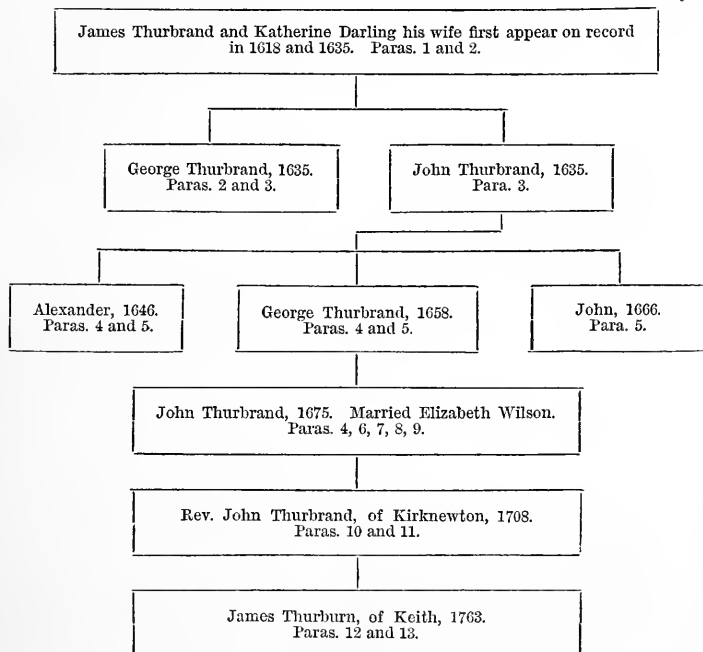 James Thurbrand and Katherine Darling his wife first appear on record
in 1618 and 1635. Paras. 1 and 2.
George Thurbrand, 1635.
Paras. 2 and 3.
John Thurbrand, 1635.
Para. 3.
Alexander, 1646.
Paras. 4 and 5.
George Thurbrand, 1658.
Paras. 4 and 5.
John, 1666.
Para. 5.
John Thurbrand, 1675. Married Elizabeth Wilson.
Paras. 4, 6, 7, 8, 9.
Rev. John Thurbrand, of Kirknewton, 1708.
Paras. 10 and 11.
James Thurburn, of Keith, 1763.
Paras. 12 and 13.